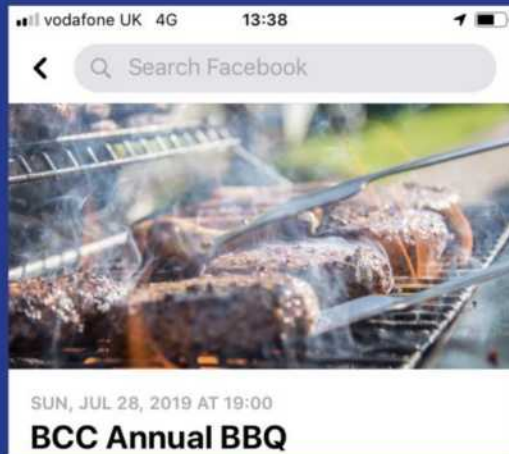 vodafone UK 4G 13:38
Search Facebook
SUN, JUL 28, 2019 AT 19:00
BCC Annual BBQ